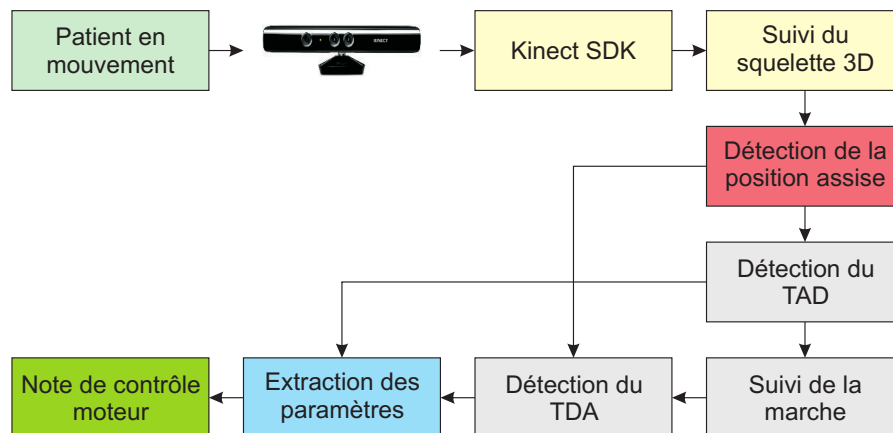 Patient en
mouvement
KINECT
Kinect SDK
Suivi du
squelette 3D
Détection de la
position assise
Détection du
TAD
Note de contrôle
moteur
Extraction des
paramètres
Détection du
TDA
Suivi de la
marche